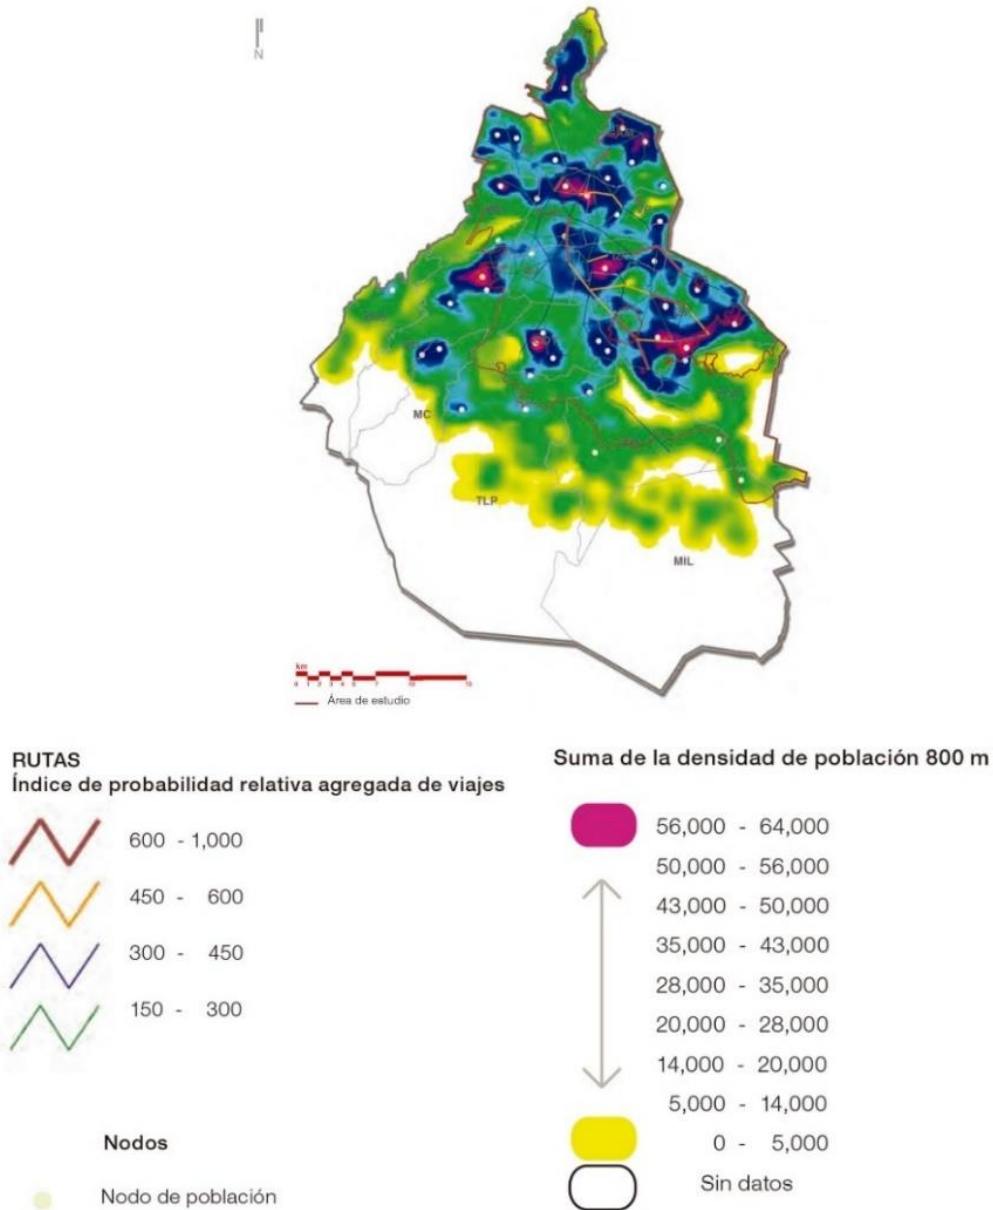 N
MC
TLP
MIL
km
Área de estudio
RUTAS
Índice de probabilidad relativa agregada de viajes
600 - 1,000
450 - 600
300 - 450
150 - 300
Nodos
Nodo de población
Suma de la densidad de población 800 m
56,000 - 64,000
50,000 - 56,000
43,000 - 50,000
35,000 - 43,000
28,000 - 35,000
20,000 - 28,000
14,000 - 20,000
5,000 - 14,000
0 - 5,000
Sin datos